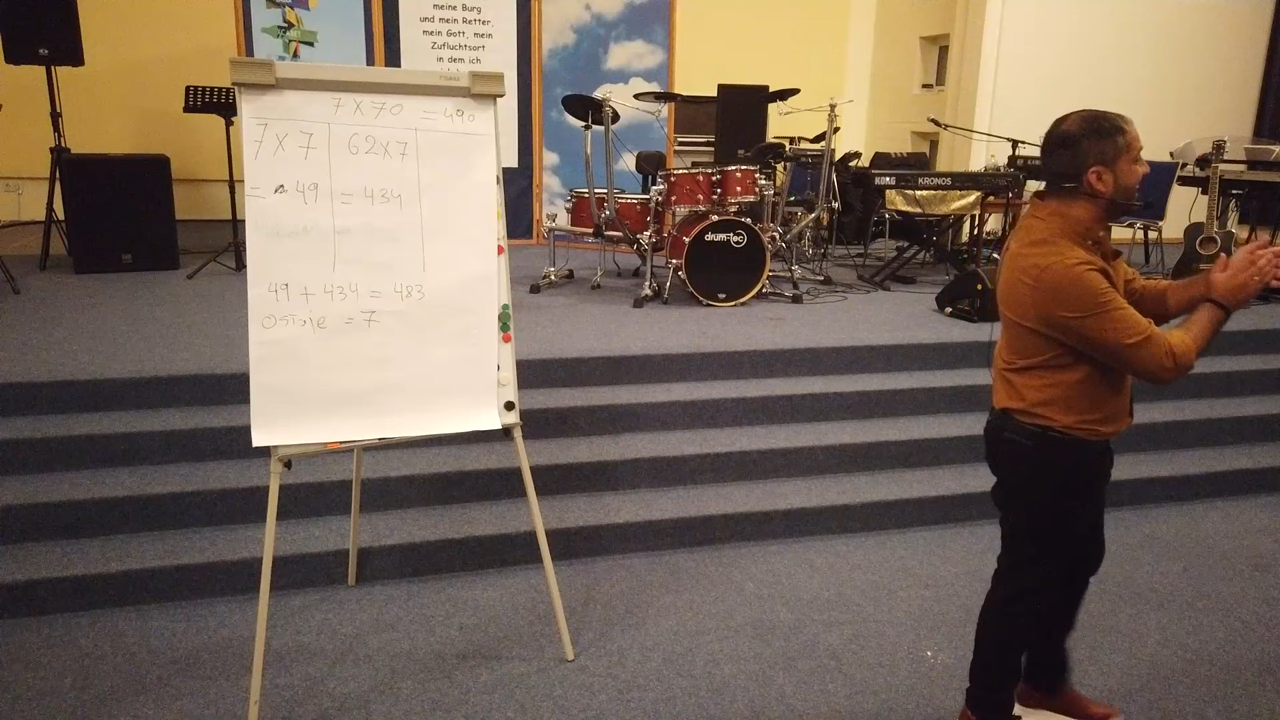 meine Burg
und mein Retter,
mein Gott, mein
Zufluchtsort
in dem ich
7 X 70 = 490
7 X 7
62 X 7
= 49
= 434
49 + 434 = 483
Ostaje = 7
drum-tec
KORG KRONOS